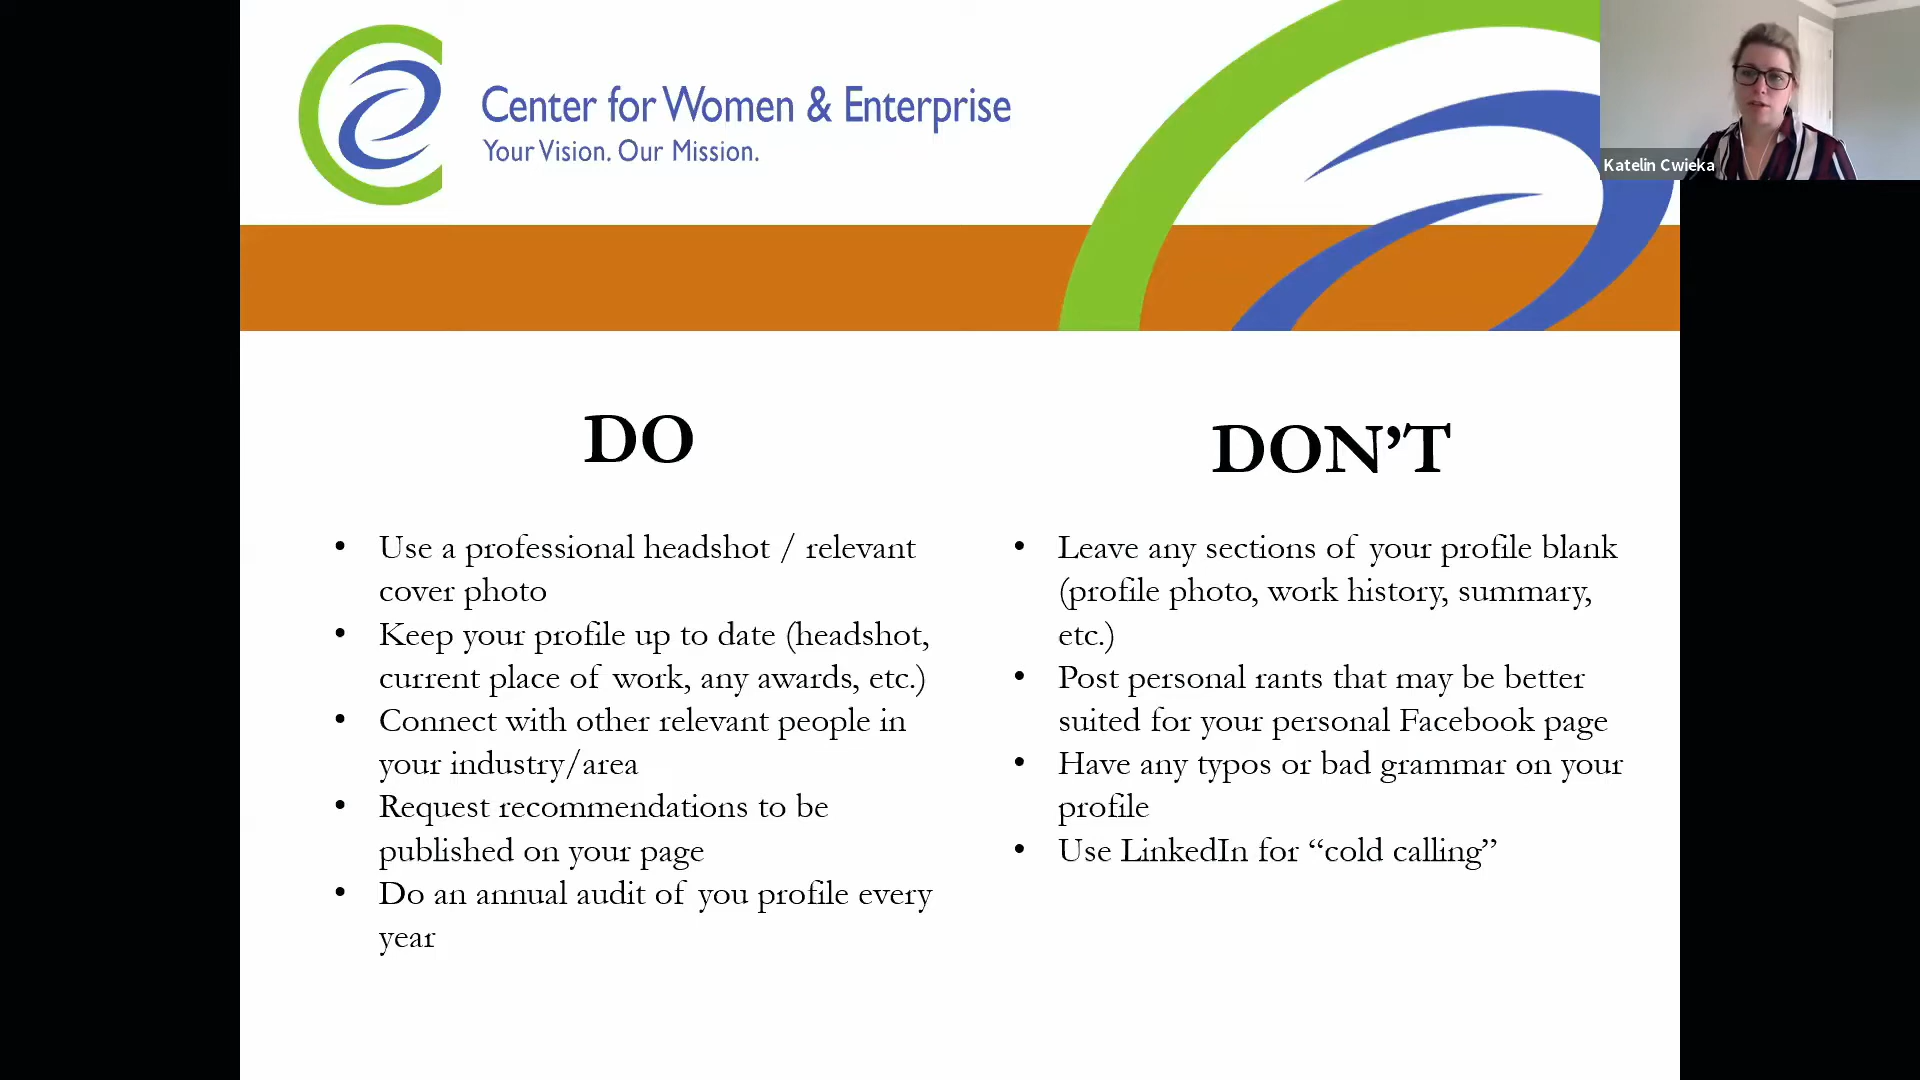 Center for Women & Enterprise
Your Vision. Our Mission.
Katelin Cwieka
DO
• Use a professional headshot / relevant
cover photo
• Keep your profile up to date (headshot,
current place of work, any awards, etc.)
• Connect with other relevant people in
your industry/area
• Request recommendations to be
published on your page
• Do an annual audit of you profile every
year
DON’T
• Leave any sections of your profile blank
(profile photo, work history, summary,
etc.)
• Post personal rants that may be better
suited for your personal Facebook page
• Have any typos or bad grammar on your
profile
• Use LinkedIn for “cold calling”